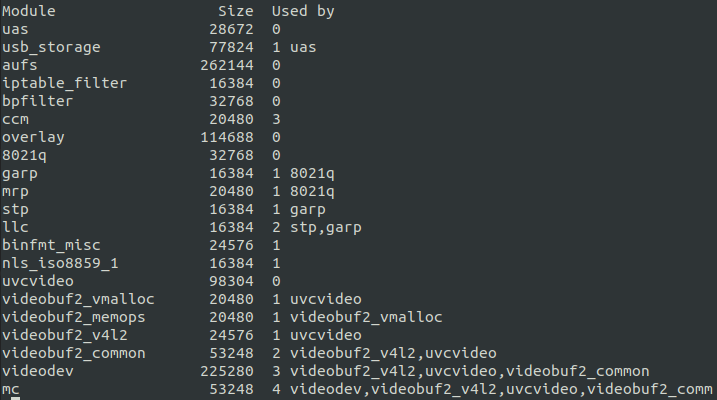 Module                  Size  Used by
uas                    28672  0
usb_storage            77824  1 uas
aufs                  262144  0
iptable_filter         16384  0
bpfilter               32768  0
ccm                    20480  3
overlay               114688  0
8021q                  32768  0
garp                   16384  1 8021q
mrp                    20480  1 8021q
stp                    16384  1 garp
llc                    16384  2 stp,garp
binfmt_misc            24576  1
nls_iso8859_1          16384  1
uvcvideo               98304  0
videobuf2_vmalloc      20480  1 uvcvideo
videobuf2_memops       20480  1 videobuf2_vmalloc
videobuf2_v4l2         24576  1 uvcvideo
videobuf2_common       53248  2 videobuf2_v4l2,uvcvideo
videodev              225280  3 videobuf2_v4l2,uvcvideo,videobuf2_common
mc                     53248  4 videodev,videobuf2_v4l2,uvcvideo,videobuf2_comm